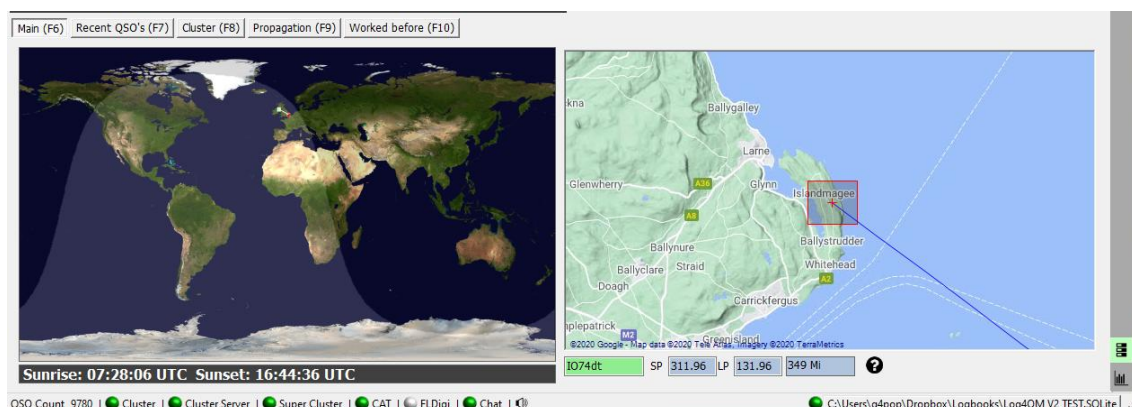 Main (F6) Recent QSO's (F7) Cluster (F8) Propagation (F9) Worked before (F10)
kna
Ballygalley
Larne
Glenwherry
A36
Glynn
Islandmagee
A8
Ballynure
Ballystrudder
Ballyclare
Straid
Whitehead
Doagh
A2
Carrickfergus
nplepatrick
M2
Greenisland
©2020 Google - Map data ©2020 Tele Atlas, Imagery ©2020 TerraMetrics
IO74dt SP 311.96 LP 131.96 349 Mi ?
Sunrise: 07:28:06 UTC Sunset: 16:44:36 UTC
QSO Count 9780 | Cluster | Cluster Server | Super Cluster | CAT | FLDigi | Chat |
C:\Users\g4pop\Dropbox\Logbooks\Log4OM V2 TEST.SQLite